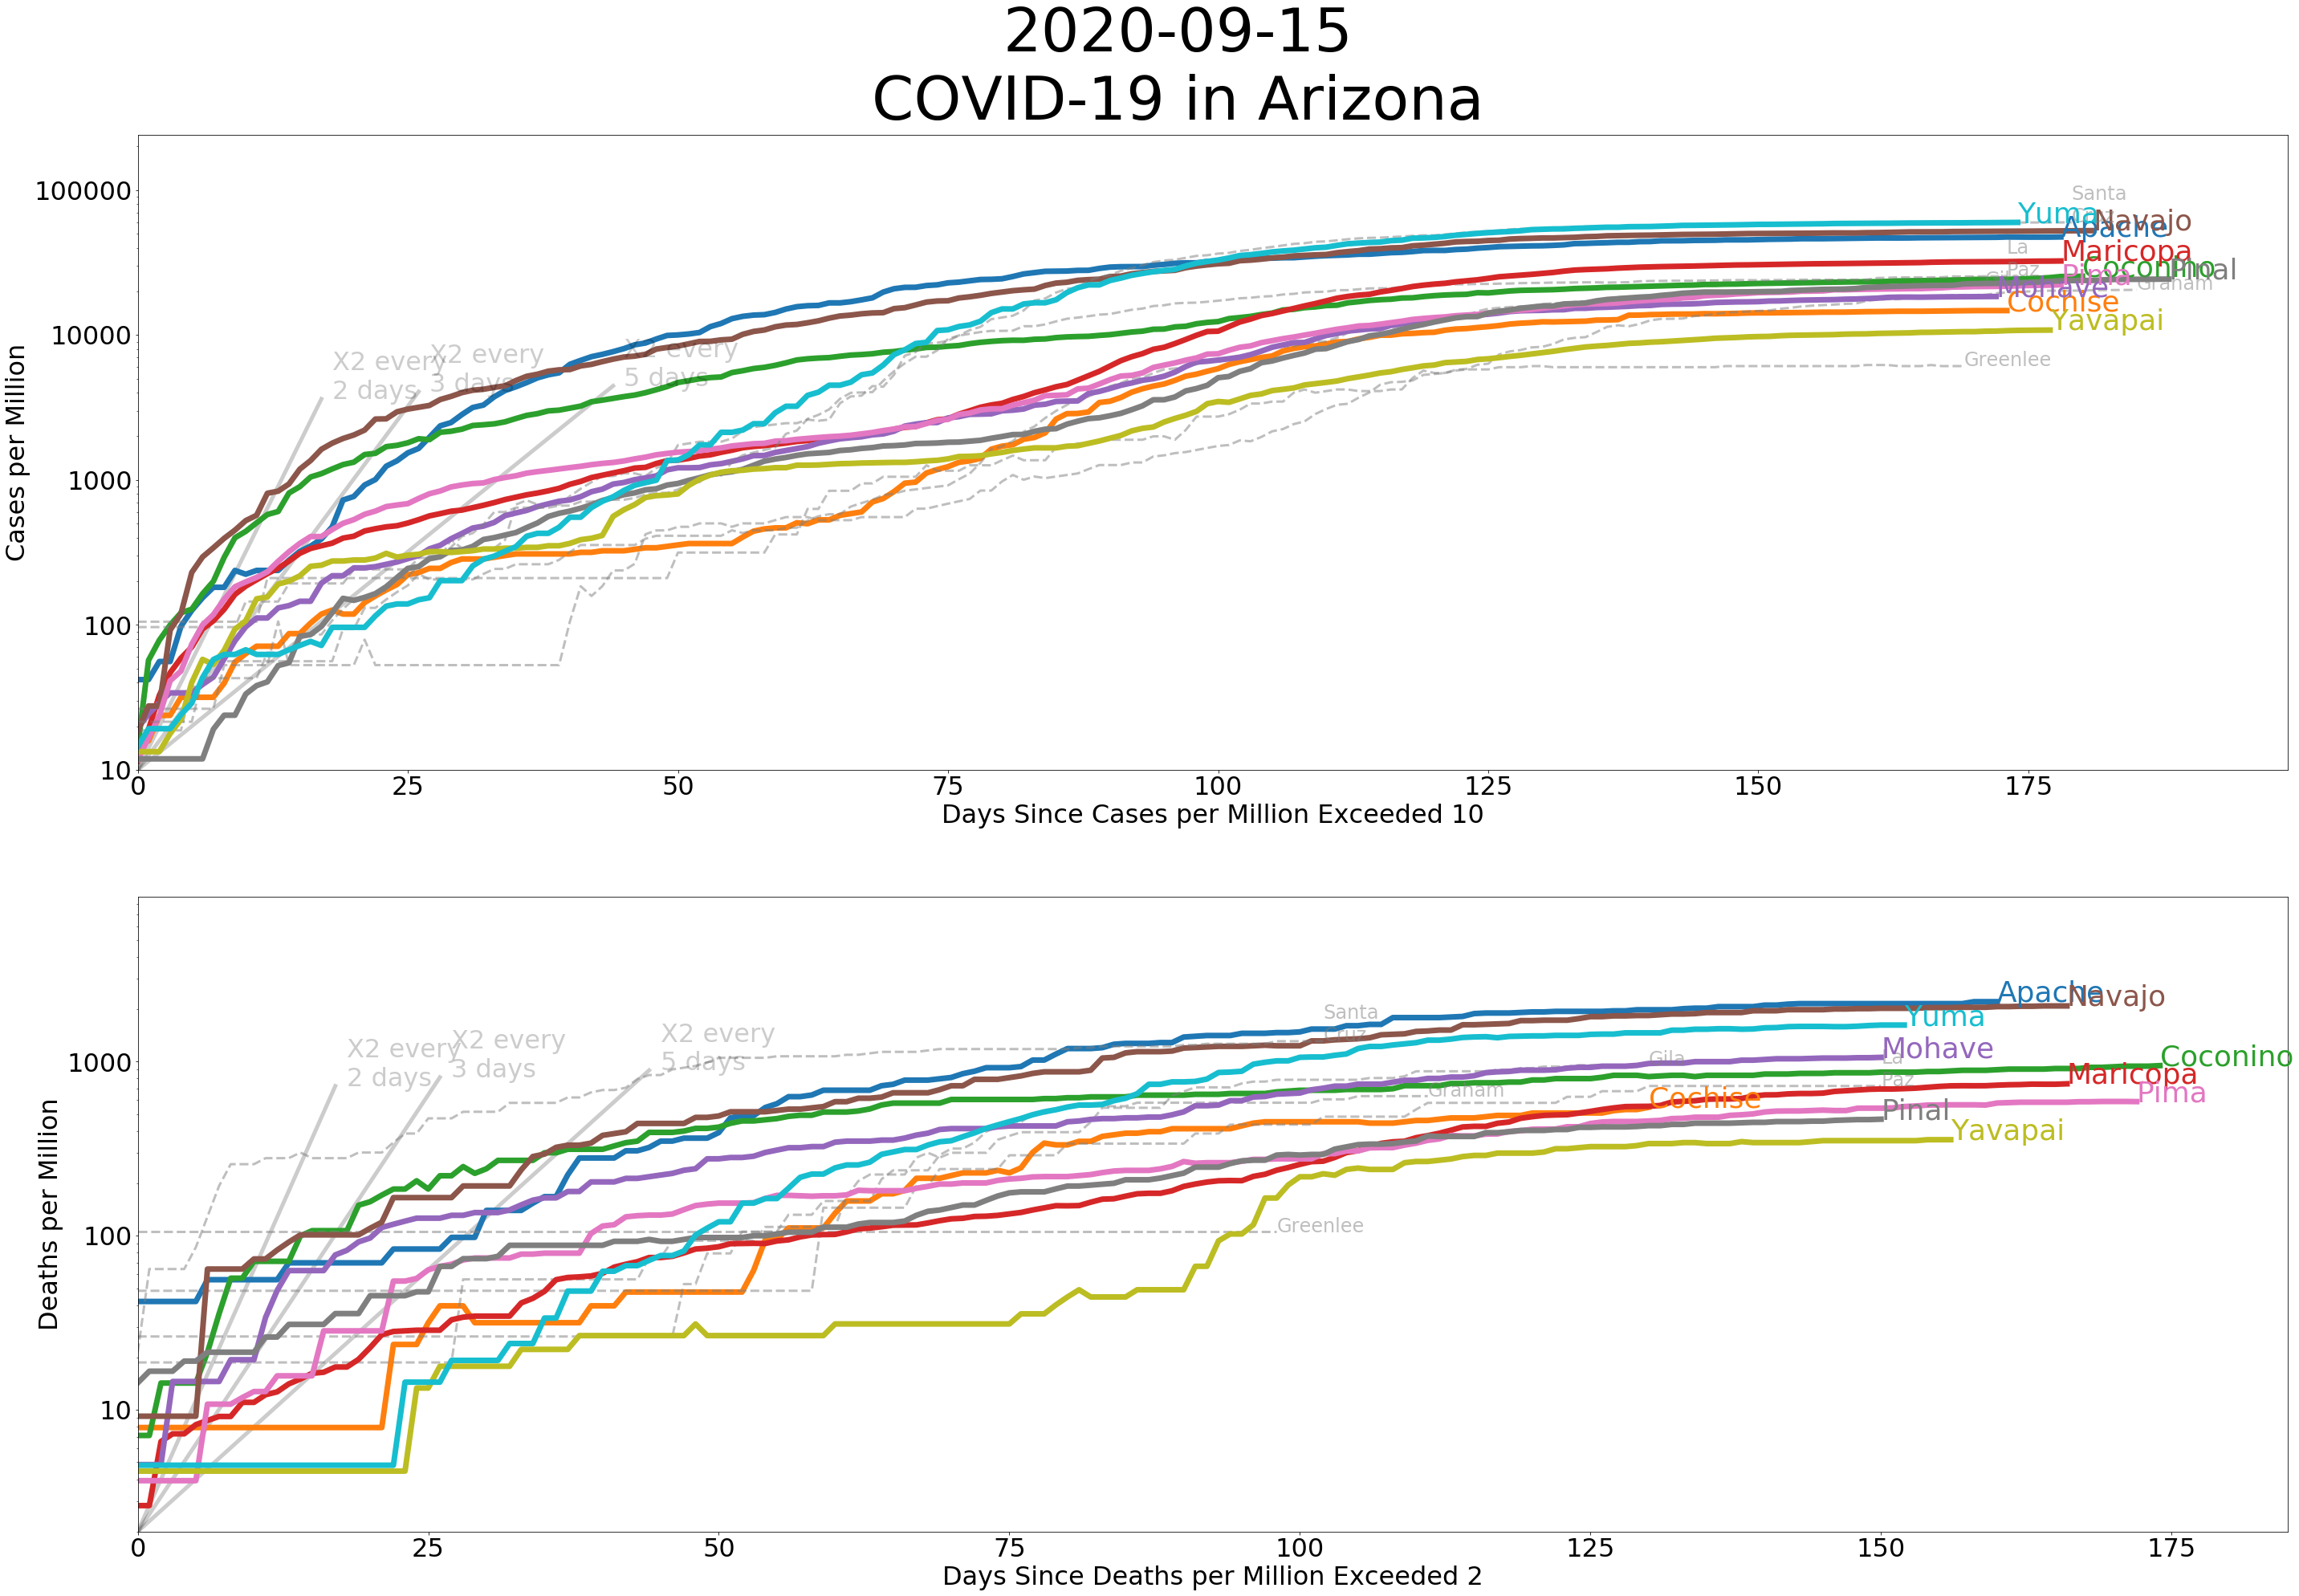 2020-09-15
COVID-19 in Arizona
Cases per Million
100000
10000
1000
100
10
X2 every
2 days
X2 every
3 days
X2 every
5 days
Santa
Yuma
Navajo
Apache
La
Paz
Maricopa
Coconino
Pinal
Pima
Graham
Mohave
Cochise
Yavapai
Greenlee
0
25
50
75
100
125
150
175
Days Since Cases per Million Exceeded 10
Deaths per Million
1000
100
10
X2 every
2 days
X2 every
3 days
X2 every
5 days
Santa
Cruz
Apache
Navajo
Yuma
Mohave
Gila
La
Paz
Coconino
Maricopa
Graham
Cochise
Pima
Pinal
Yavapai
Greenlee
0
25
50
75
100
125
150
175
Days Since Deaths per Million Exceeded 2